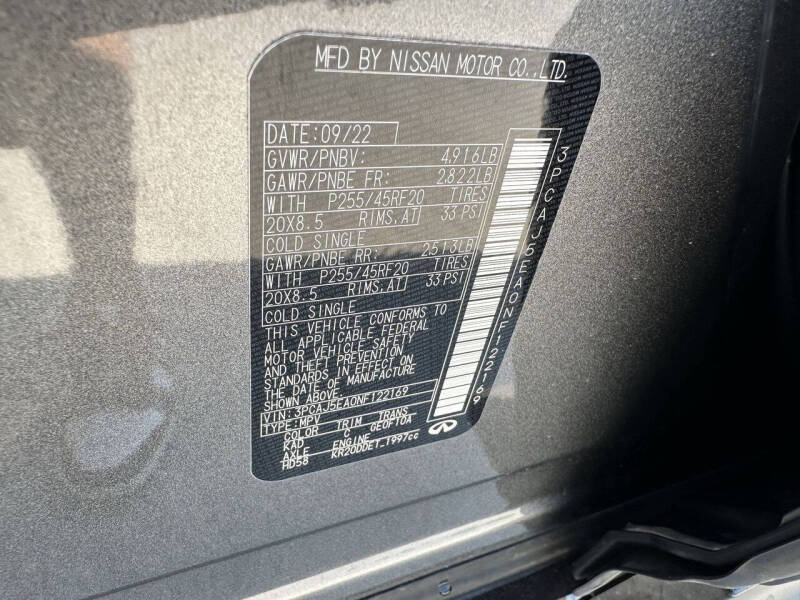 MFD BY NISSAN MOTOR CO.,LTD.
DATE:09/22
GVWR/PNBV: 4,916LB
GAWR/PNBE FR: 2,822LB
WITH P255/45RF20 TIRES
20X8.5 RIMS,AT 33 PSI
COLD SINGLE
GAWR/PNBE RR: 2,513LB
WITH P255/45RF20 TIRES
20X8.5 RIMS,AT 33 PSI
COLD SINGLE
THIS VEHICLE CONFORMS TO
ALL APPLICABLE FEDERAL
MOTOR VEHICLE SAFETY
AND THEFT PREVENTION
STANDARDS IN EFFECT ON
THE DATE OF MANUFACTURE
SHOWN ABOVE.
VIN:3PCAJ5EA0NF122169
TYPE:MPV
COLOR TRIM TRANS
KAD C GE0F10A
AXLE ENGINE
HD58 KR20DDET 1997cc
3PCAJ5EA0NF122169